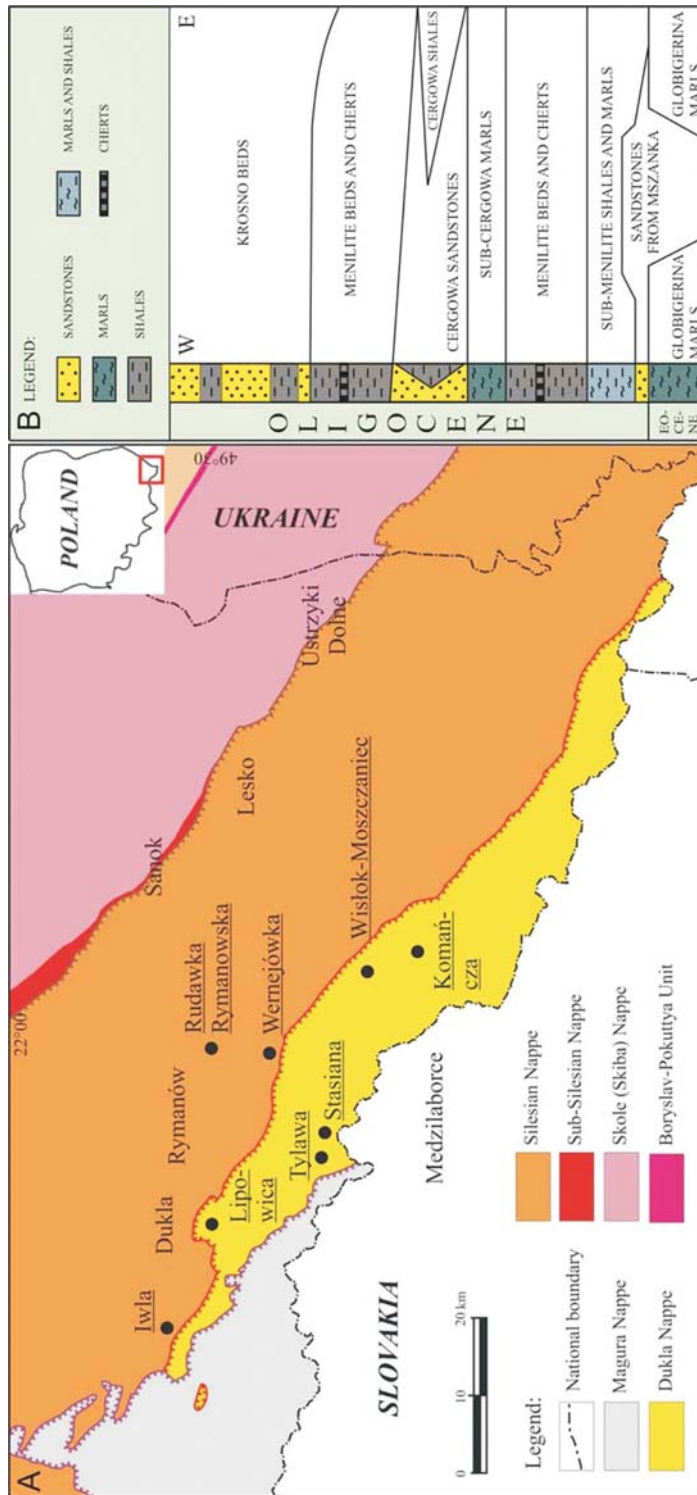 A
22°00'
49°30'
POLAND
UKRAINE
Sanok
Lesko
Ustrzyki
Dolne
Rymanów
Rudawka
Rymanowska
Wernejówka
Wisłok-Moszczaniec
Komań-
cza
Dukla
Iwla
Lipo-
wica
Tylawa
Stasiana
Medzilaborce
SLOVAKIA
0 10 20 km
Legend:
National boundary
Magura Nappe
Dukla Nappe
Silesian Nappe
Sub-Silesian Nappe
Skole (Skiba) Nappe
Boryslav-Pokuttya Unit
B
LEGEND:
SANDSTONES
MARLS
SHALES
MARLS AND SHALES
CHERTS
W
E
OLIGOCENE
EO-
CE-
NE
KROSNO BEDS
MENILITE BEDS AND CHERTS
CERGOWA SHALES
CERGOWA SANDSTONES
SUB-CERGOWA MARLS
MENILITE BEDS AND CHERTS
SUB-MENILITE SHALES AND MARLS
SANDSTONES
FROM MSZANKA
GLOBIGERINA
MARLS
GLOBIGERINA
MARLS